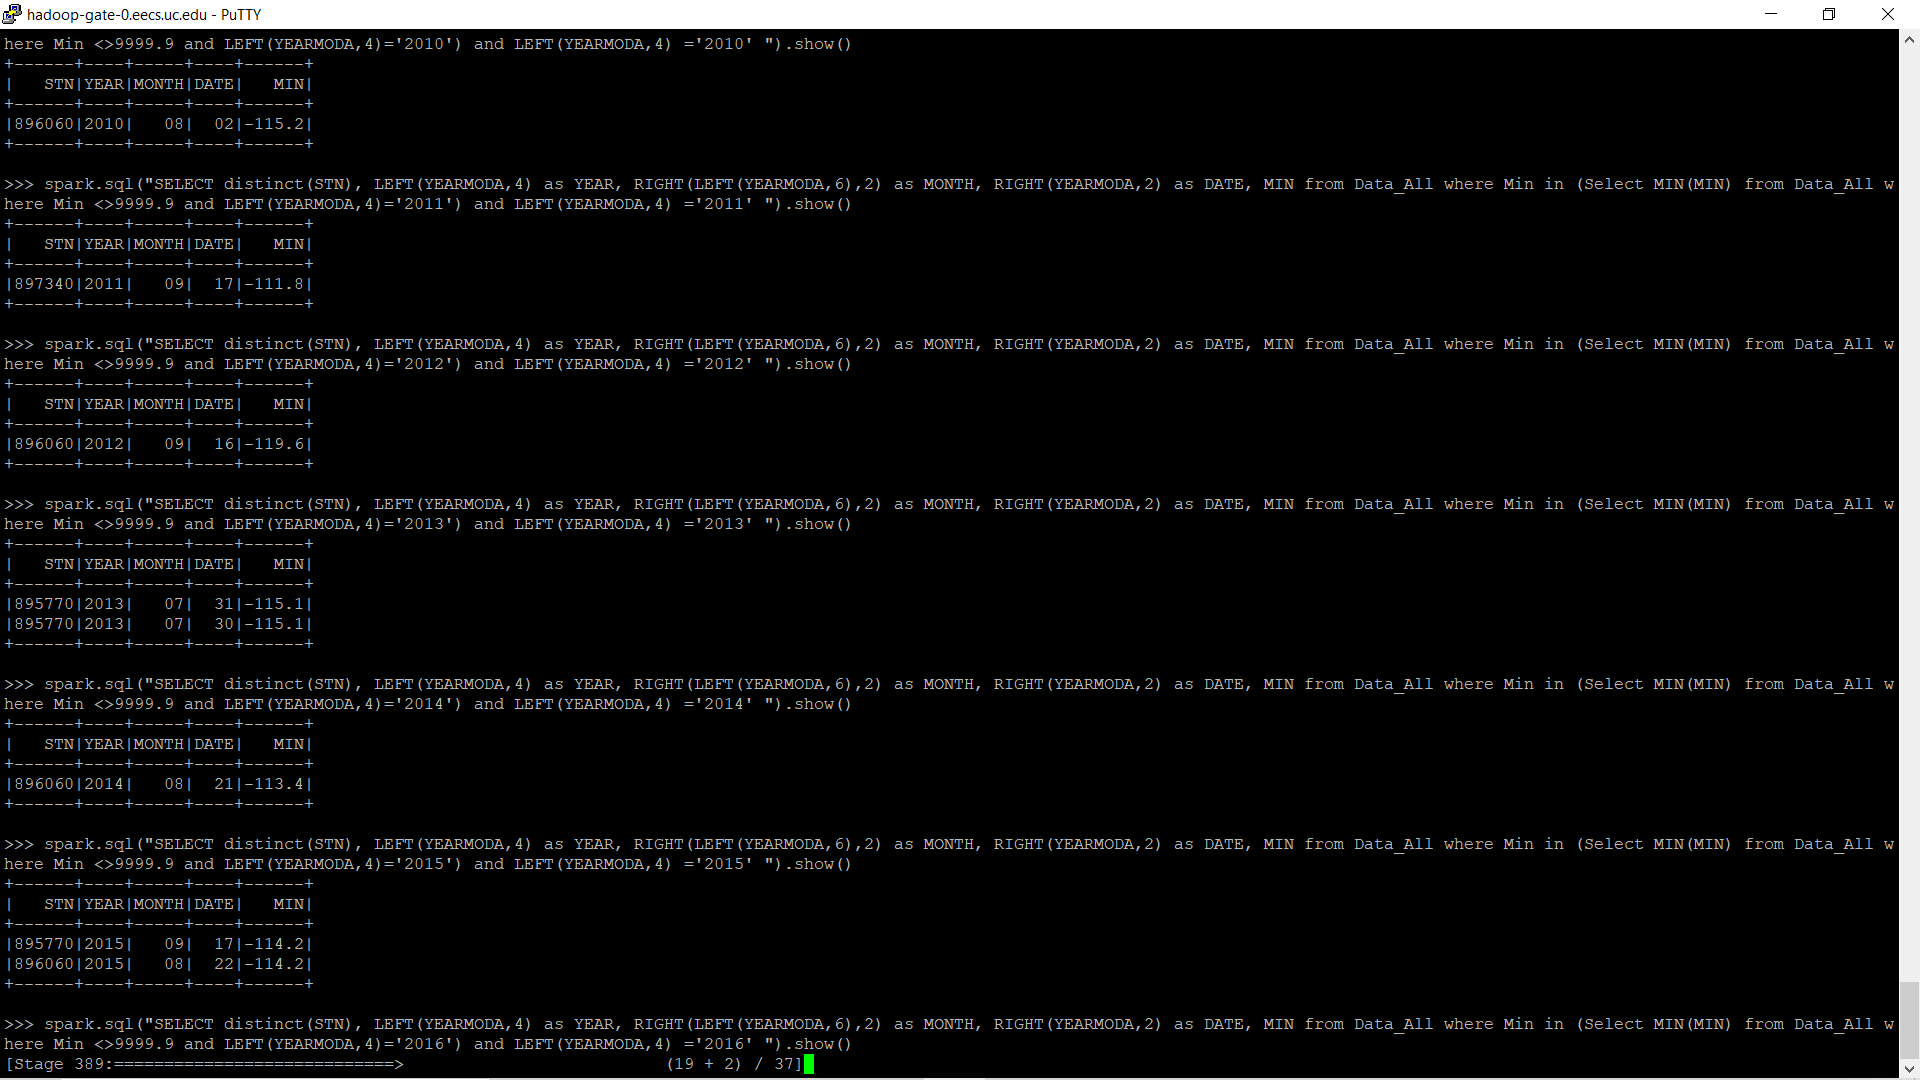 hadoop-gate-0.eecs.uc.edu - PuTTY
here Min <>9999.9 and LEFT(YEARMODA,4)='2010') and LEFT(YEARMODA,4) ='2010' ").show()
+------+----+-----+----+------+
|   STN|YEAR|MONTH|DATE|   MIN|
+------+----+-----+----+------+
|896060|2010|   08|  02|-115.2|
+------+----+-----+----+------+
>>> spark.sql("SELECT distinct(STN), LEFT(YEARMODA,4) as YEAR, RIGHT(LEFT(YEARMODA,6),2) as MONTH, RIGHT(YEARMODA,2) as DATE, MIN from Data_All where Min in (Select MIN(MIN) from Data_All w
here Min <>9999.9 and LEFT(YEARMODA,4)='2011') and LEFT(YEARMODA,4) ='2011' ").show()
+------+----+-----+----+------+
|   STN|YEAR|MONTH|DATE|   MIN|
+------+----+-----+----+------+
|897340|2011|   09|  17|-111.8|
+------+----+-----+----+------+
>>> spark.sql("SELECT distinct(STN), LEFT(YEARMODA,4) as YEAR, RIGHT(LEFT(YEARMODA,6),2) as MONTH, RIGHT(YEARMODA,2) as DATE, MIN from Data_All where Min in (Select MIN(MIN) from Data_All w
here Min <>9999.9 and LEFT(YEARMODA,4)='2012') and LEFT(YEARMODA,4) ='2012' ").show()
+------+----+-----+----+------+
|   STN|YEAR|MONTH|DATE|   MIN|
+------+----+-----+----+------+
|896060|2012|   09|  16|-119.6|
+------+----+-----+----+------+
>>> spark.sql("SELECT distinct(STN), LEFT(YEARMODA,4) as YEAR, RIGHT(LEFT(YEARMODA,6),2) as MONTH, RIGHT(YEARMODA,2) as DATE, MIN from Data_All where Min in (Select MIN(MIN) from Data_All w
here Min <>9999.9 and LEFT(YEARMODA,4)='2013') and LEFT(YEARMODA,4) ='2013' ").show()
+------+----+-----+----+------+
|   STN|YEAR|MONTH|DATE|   MIN|
+------+----+-----+----+------+
|895770|2013|   07|  31|-115.1|
|895770|2013|   07|  30|-115.1|
+------+----+-----+----+------+
>>> spark.sql("SELECT distinct(STN), LEFT(YEARMODA,4) as YEAR, RIGHT(LEFT(YEARMODA,6),2) as MONTH, RIGHT(YEARMODA,2) as DATE, MIN from Data_All where Min in (Select MIN(MIN) from Data_All w
here Min <>9999.9 and LEFT(YEARMODA,4)='2014') and LEFT(YEARMODA,4) ='2014' ").show()
+------+----+-----+----+------+
|   STN|YEAR|MONTH|DATE|   MIN|
+------+----+-----+----+------+
|896060|2014|   08|  21|-113.4|
+------+----+-----+----+------+
>>> spark.sql("SELECT distinct(STN), LEFT(YEARMODA,4) as YEAR, RIGHT(LEFT(YEARMODA,6),2) as MONTH, RIGHT(YEARMODA,2) as DATE, MIN from Data_All where Min in (Select MIN(MIN) from Data_All w
here Min <>9999.9 and LEFT(YEARMODA,4)='2015') and LEFT(YEARMODA,4) ='2015' ").show()
+------+----+-----+----+------+
|   STN|YEAR|MONTH|DATE|   MIN|
+------+----+-----+----+------+
|895770|2015|   09|  17|-114.2|
|896060|2015|   08|  22|-114.2|
+------+----+-----+----+------+
>>> spark.sql("SELECT distinct(STN), LEFT(YEARMODA,4) as YEAR, RIGHT(LEFT(YEARMODA,6),2) as MONTH, RIGHT(YEARMODA,2) as DATE, MIN from Data_All where Min in (Select MIN(MIN) from Data_All w
here Min <>9999.9 and LEFT(YEARMODA,4)='2016') and LEFT(YEARMODA,4) ='2016' ").show()
[Stage 389:============================>                          (19 + 2) / 37]